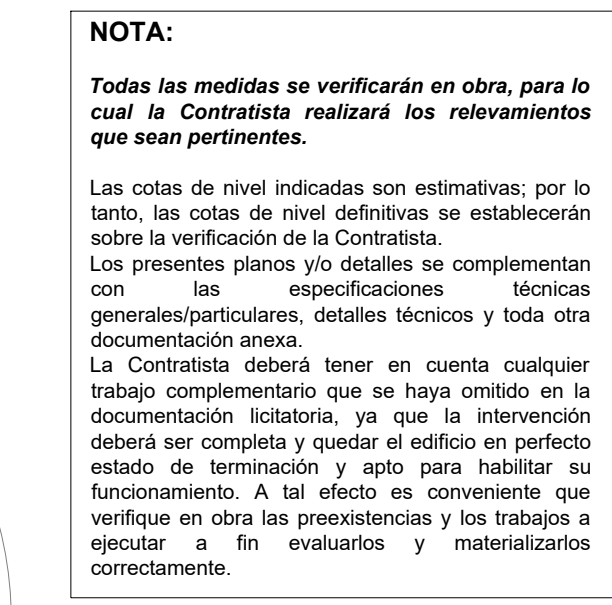 NOTA:
Todas las medidas se verificarán en obra, para lo
cual la Contratista realizará los relevamientos
que sean pertinentes.
Las cotas de nivel indicadas son estimativas; por lo
tanto, las cotas de nivel definitivas se establecerán
sobre la verificación de la Contratista.
Los presentes planos y/o detalles se complementan
con las especificaciones técnicas
generales/particulares, detalles técnicos y toda otra
documentación anexa.
La Contratista deberá tener en cuenta cualquier
trabajo complementario que se haya omitido en la
documentación licitatoria, ya que la intervención
deberá ser completa y quedar el edificio en perfecto
estado de terminación y apto para habilitar su
funcionamiento. A tal efecto es conveniente que
verifique en obra las preexistencias y los trabajos a
ejecutar a fin evaluarlos y materializarlos
correctamente.